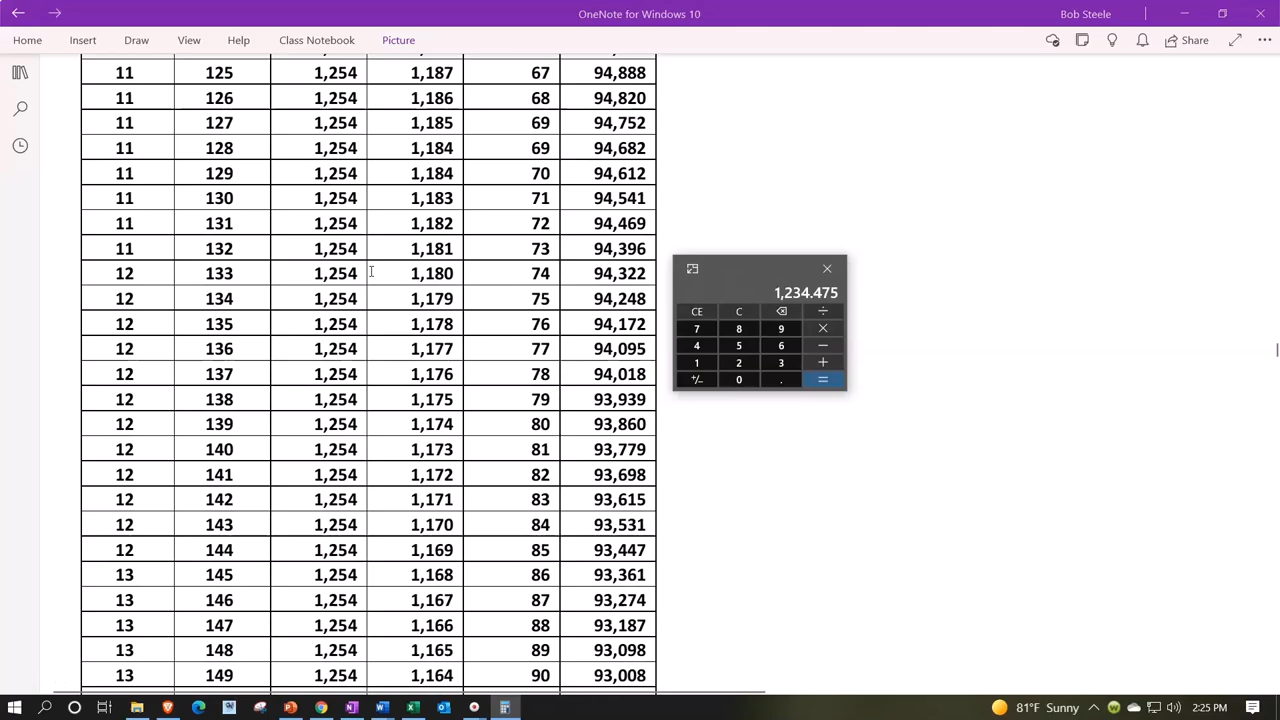 OneNote for Windows 10
Bob Steele
Home Insert Draw View Help Class Notebook Picture
Share
11 125 1,254 1,187 67 94,888
11 126 1,254 1,186 68 94,820
11 127 1,254 1,185 69 94,752
11 128 1,254 1,184 69 94,682
11 129 1,254 1,184 70 94,612
11 130 1,254 1,183 71 94,541
11 131 1,254 1,182 72 94,469
11 132 1,254 1,181 73 94,396
12 133 1,254 1,180 74 94,322
12 134 1,254 1,179 75 94,248
12 135 1,254 1,178 76 94,172
12 136 1,254 1,177 77 94,095
12 137 1,254 1,176 78 94,018
12 138 1,254 1,175 79 93,939
12 139 1,254 1,174 80 93,860
12 140 1,254 1,173 81 93,779
12 141 1,254 1,172 82 93,698
12 142 1,254 1,171 83 93,615
12 143 1,254 1,170 84 93,531
12 144 1,254 1,169 85 93,447
13 145 1,254 1,168 86 93,361
13 146 1,254 1,167 87 93,274
13 147 1,254 1,166 88 93,187
13 148 1,254 1,165 89 93,098
13 149 1,254 1,164 90 93,008
1,234.475
CE C ÷
7 8 9 ×
4 5 6 −
1 2 3 +
+/− 0 . =
81°F Sunny
2:25 PM